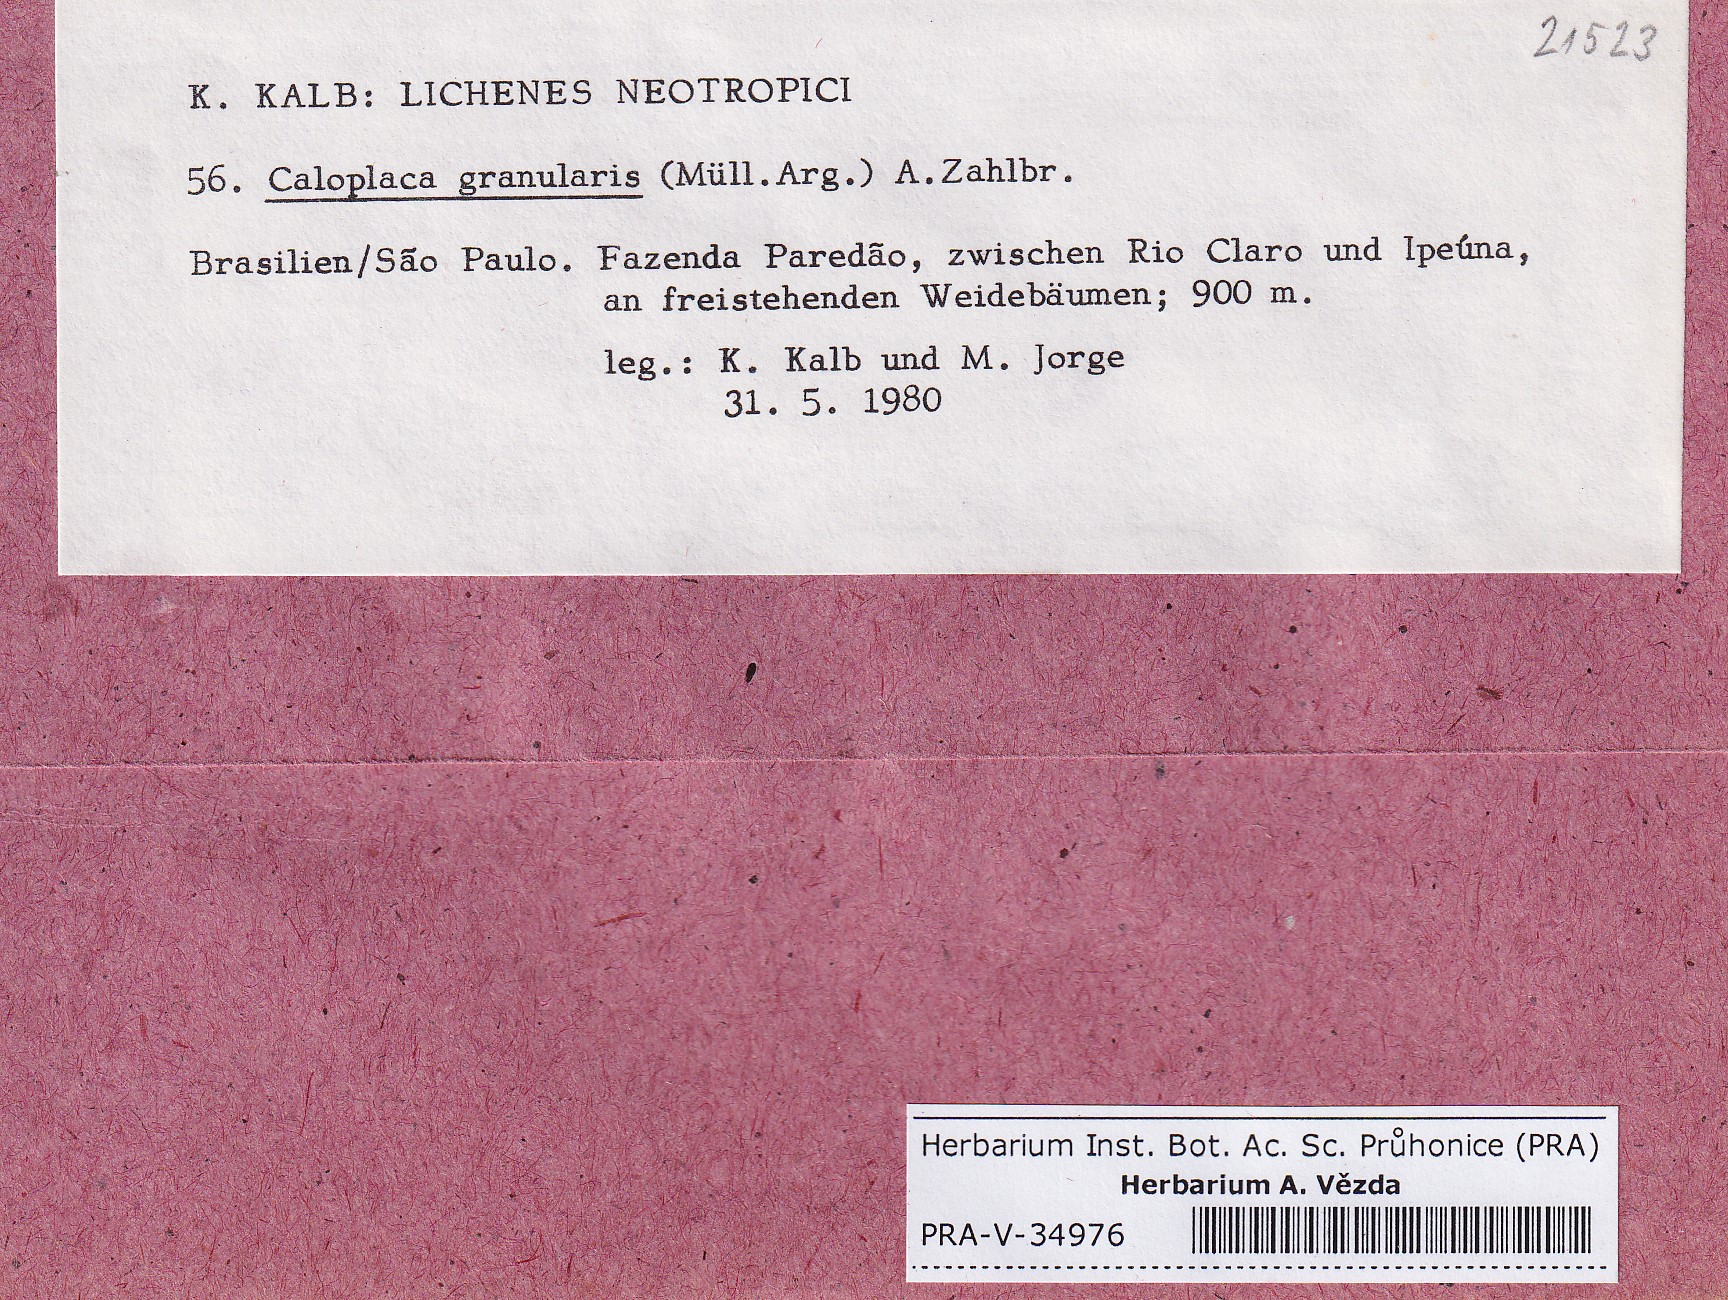 21523
K. KALB: LICHENES NEOTROPICI
56. Caloplaca granularis (Müll.Arg.) A.Zahlbr.
Brasilien/São Paulo. Fazenda Paredão, zwischen Rio Claro und Ipeúna,
an freistehenden Weidebäumen; 900 m.
leg.: K. Kalb und M. Jorge
31. 5. 1980
Herbarium Inst. Bot. Ac. Sc. Průhonice (PRA)
Herbarium A. Vězda
PRA-V-34976